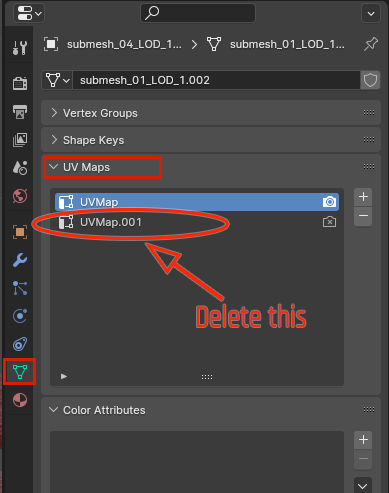 submesh_04_LOD_1...
submesh_01_LOD_1...
submesh_01_LOD_1.002
Vertex Groups
Shape Keys
UV Maps
UVMap
UVMap.001
Delete this
Color Attributes